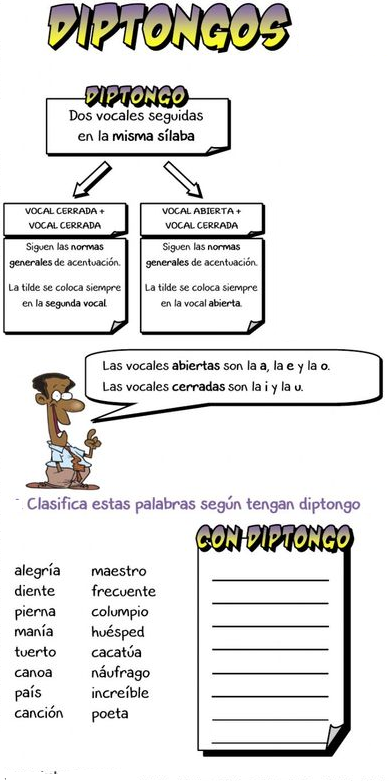 DIPTONGOS
DIPTONGO
Dos vocales seguidas
en la misma sílaba
VOCAL CERRADA +
VOCAL CERRADA
Siguen las normas
generales de acentuación.
La tilde se coloca siempre
en la segunda vocal.
VOCAL ABIERTA +
VOCAL CERRADA
Siguen las normas
generales de acentuación.
La tilde se coloca siempre
en la vocal abierta.
Las vocales abiertas son la a, la e y la o.
Las vocales cerradas son la i y la u.
Clasifica estas palabras según tengan diptongo
CON DIPTONGO
alegría maestro
diente frecuente
pierna columpio
manía huésped
tuerto cacatúa
canoa náufrago
país increíble
canción poeta